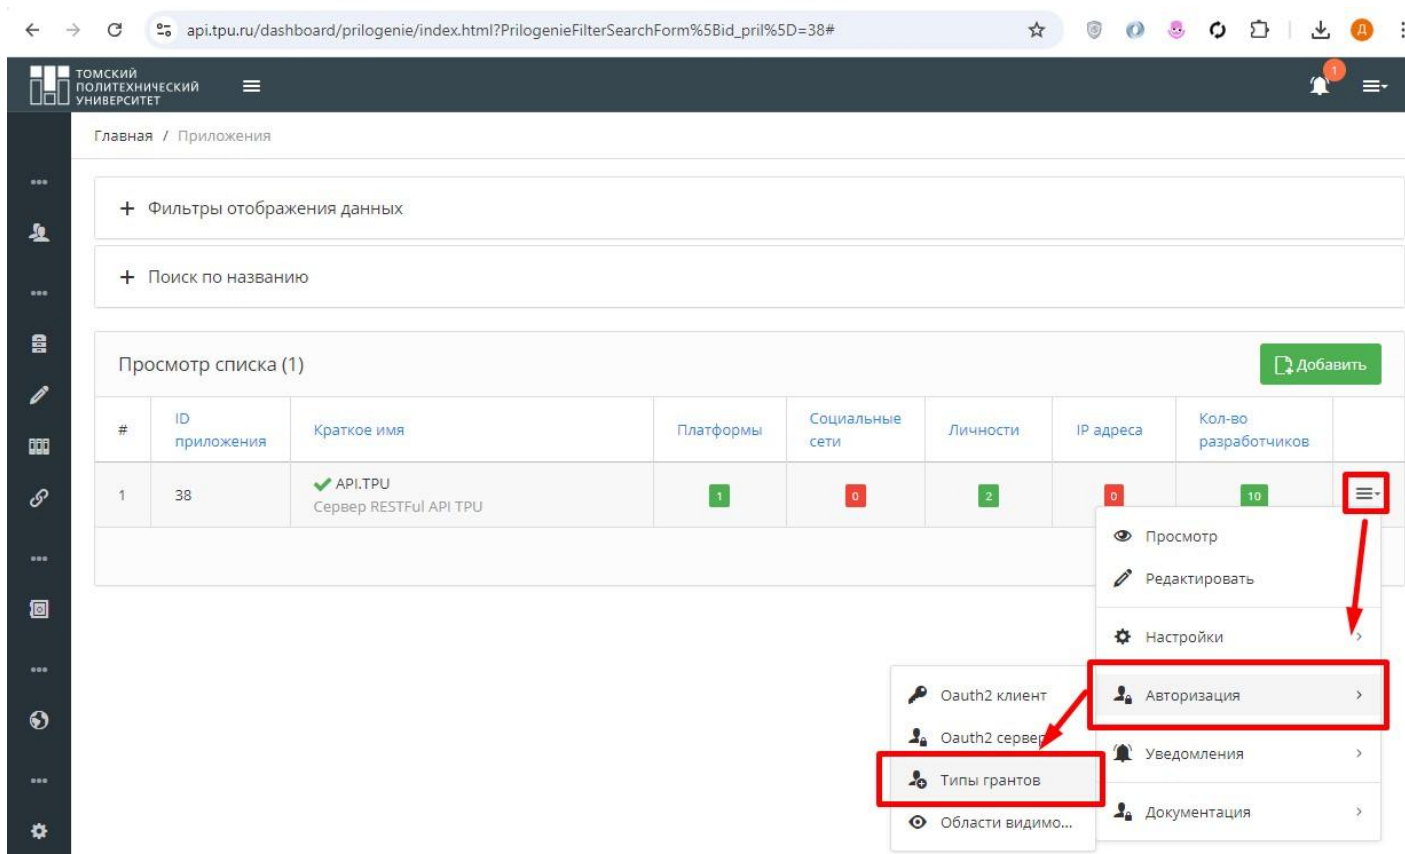 api.tpu.ru/dashboard/prilogenie/index.html?PrilogenieFilterSearchForm%5Bid_pril%5D=38#
Д
ТОМСКИЙ
ПОЛИТЕХНИЧЕСКИЙ
УНИВЕРСИТЕТ
1
Главная / Приложения
+ Фильтры отображения данных
+ Поиск по названию
Просмотр списка (1)
Добавить
#
ID
приложения
Краткое имя
Платформы
Социальные
сети
Личности
IP адреса
Кол-во
разработчиков
1
38
API.TPU
Сервер RESTFul API TPU
1
0
2
0
10
Просмотр
Редактировать
Настройки
Авторизация
Уведомления
Документация
Oauth2 клиент
Oauth2 сервер
Типы грантов
Области видимо...